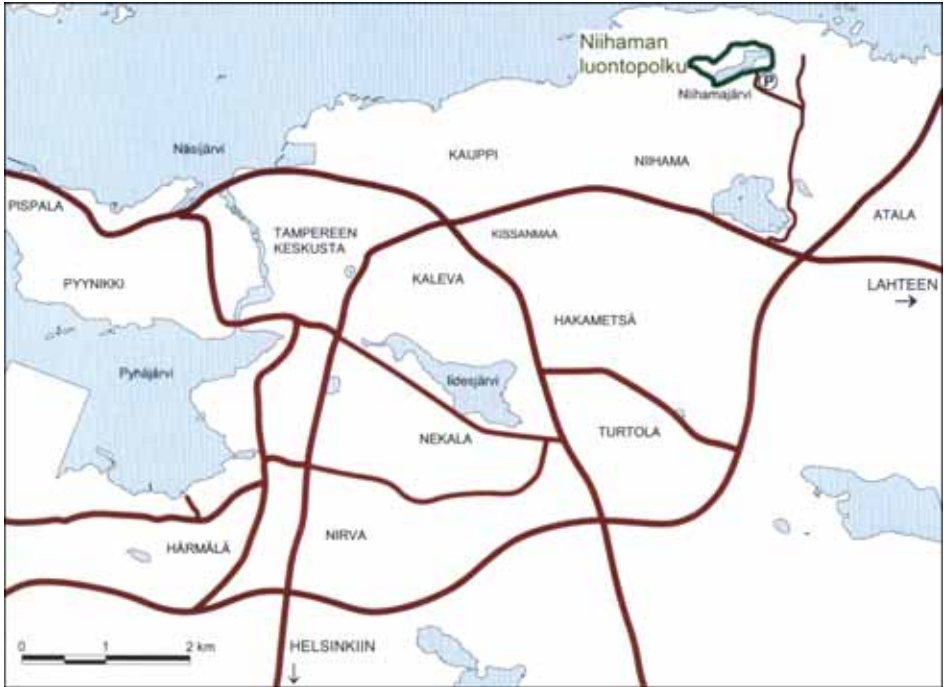 Niihaman
luontopolku
P
Niihamajärvi
Näsijärvi
KAUPPI
NIIHAMA
PISPALA
ATALA
TAMPEREEN
KESKUSTA
KISSANMAA
PYYNIKKI
KALEVA
LAHTEEN
HAKAMETSÄ
Pyhäjärvi
Iidesjärvi
NEKALA
TURTOLA
NIRVA
HÄRMÄLÄ
0 1 2 km
HELSINKIIN